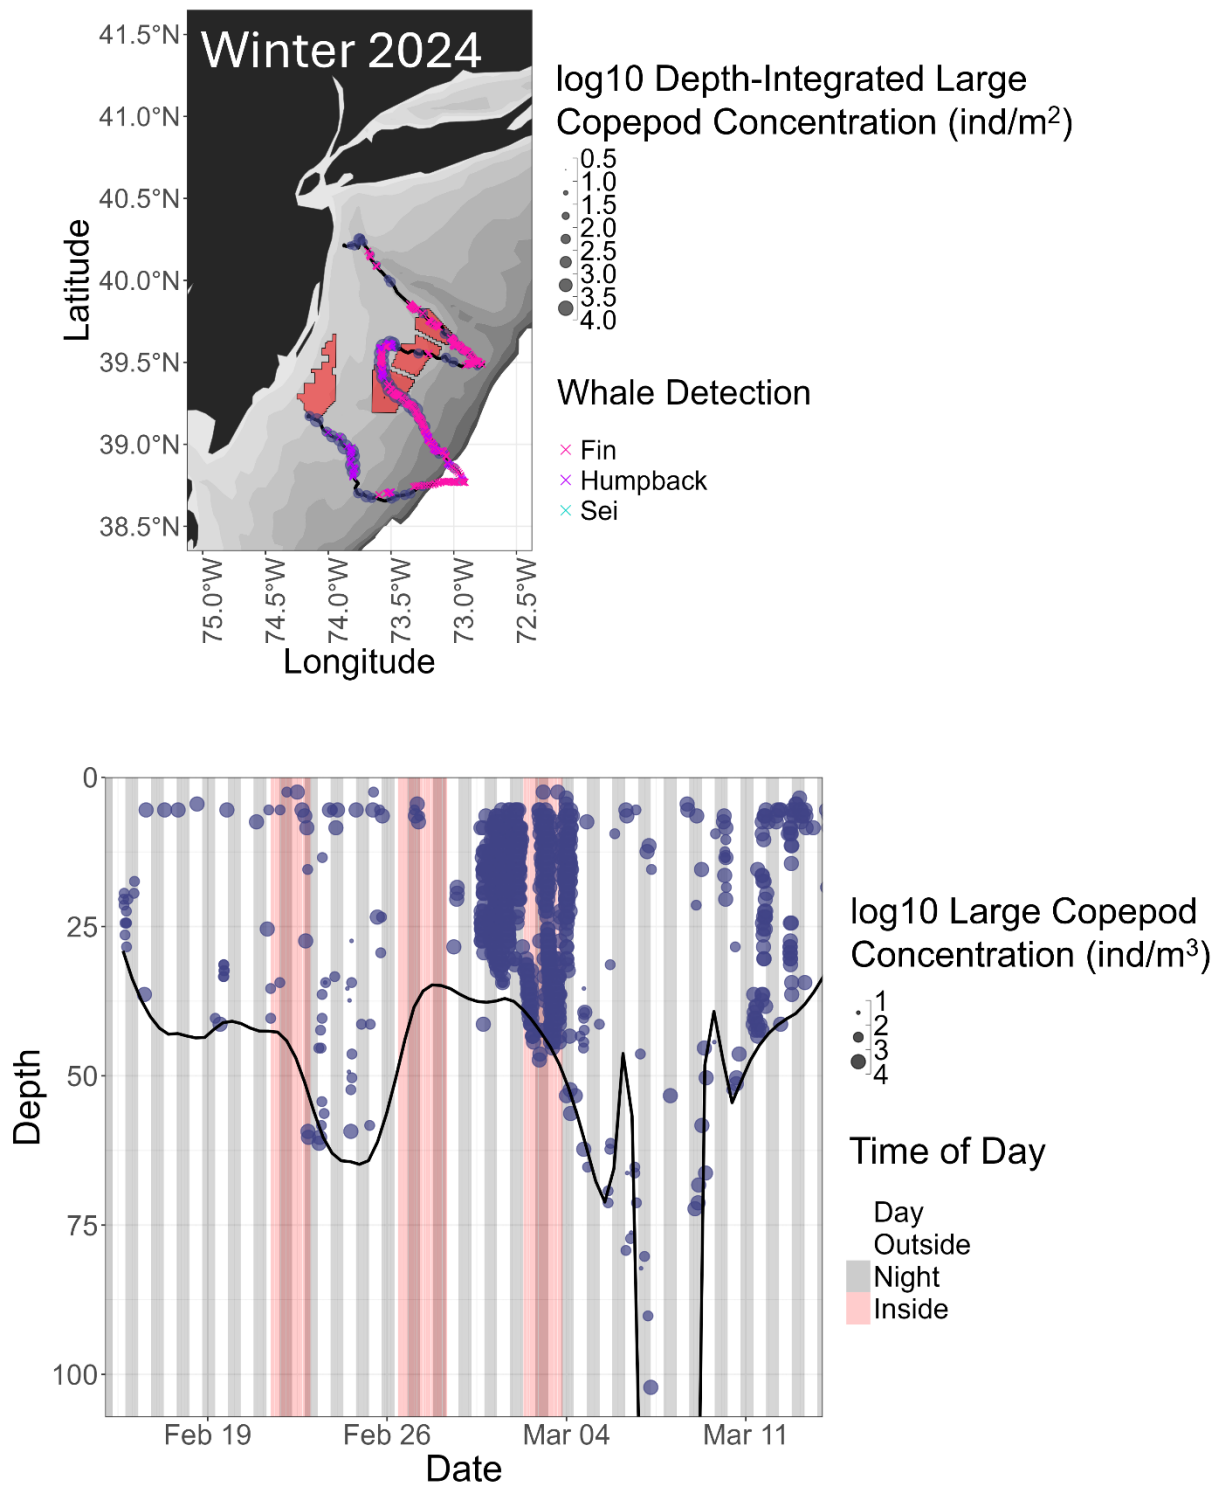 Winter 2024
41.5°N
41.0°N
40.5°N
40.0°N
39.5°N
39.0°N
38.5°N
Latitude
75.0°W
74.5°W
74.0°W
73.5°W
73.0°W
72.5°W
Longitude
log10 Depth-Integrated Large
Copepod Concentration (ind/m²)
0.5
1.0
1.5
2.0
2.5
3.0
3.5
4.0
Whale Detection
Fin
Humpback
Sei
0
25
50
75
100
Depth
Feb 19
Feb 26
Mar 04
Mar 11
Date
log10 Large Copepod
Concentration (ind/m³)
1
2
3
4
Time of Day
Day
Outside
Night
Inside